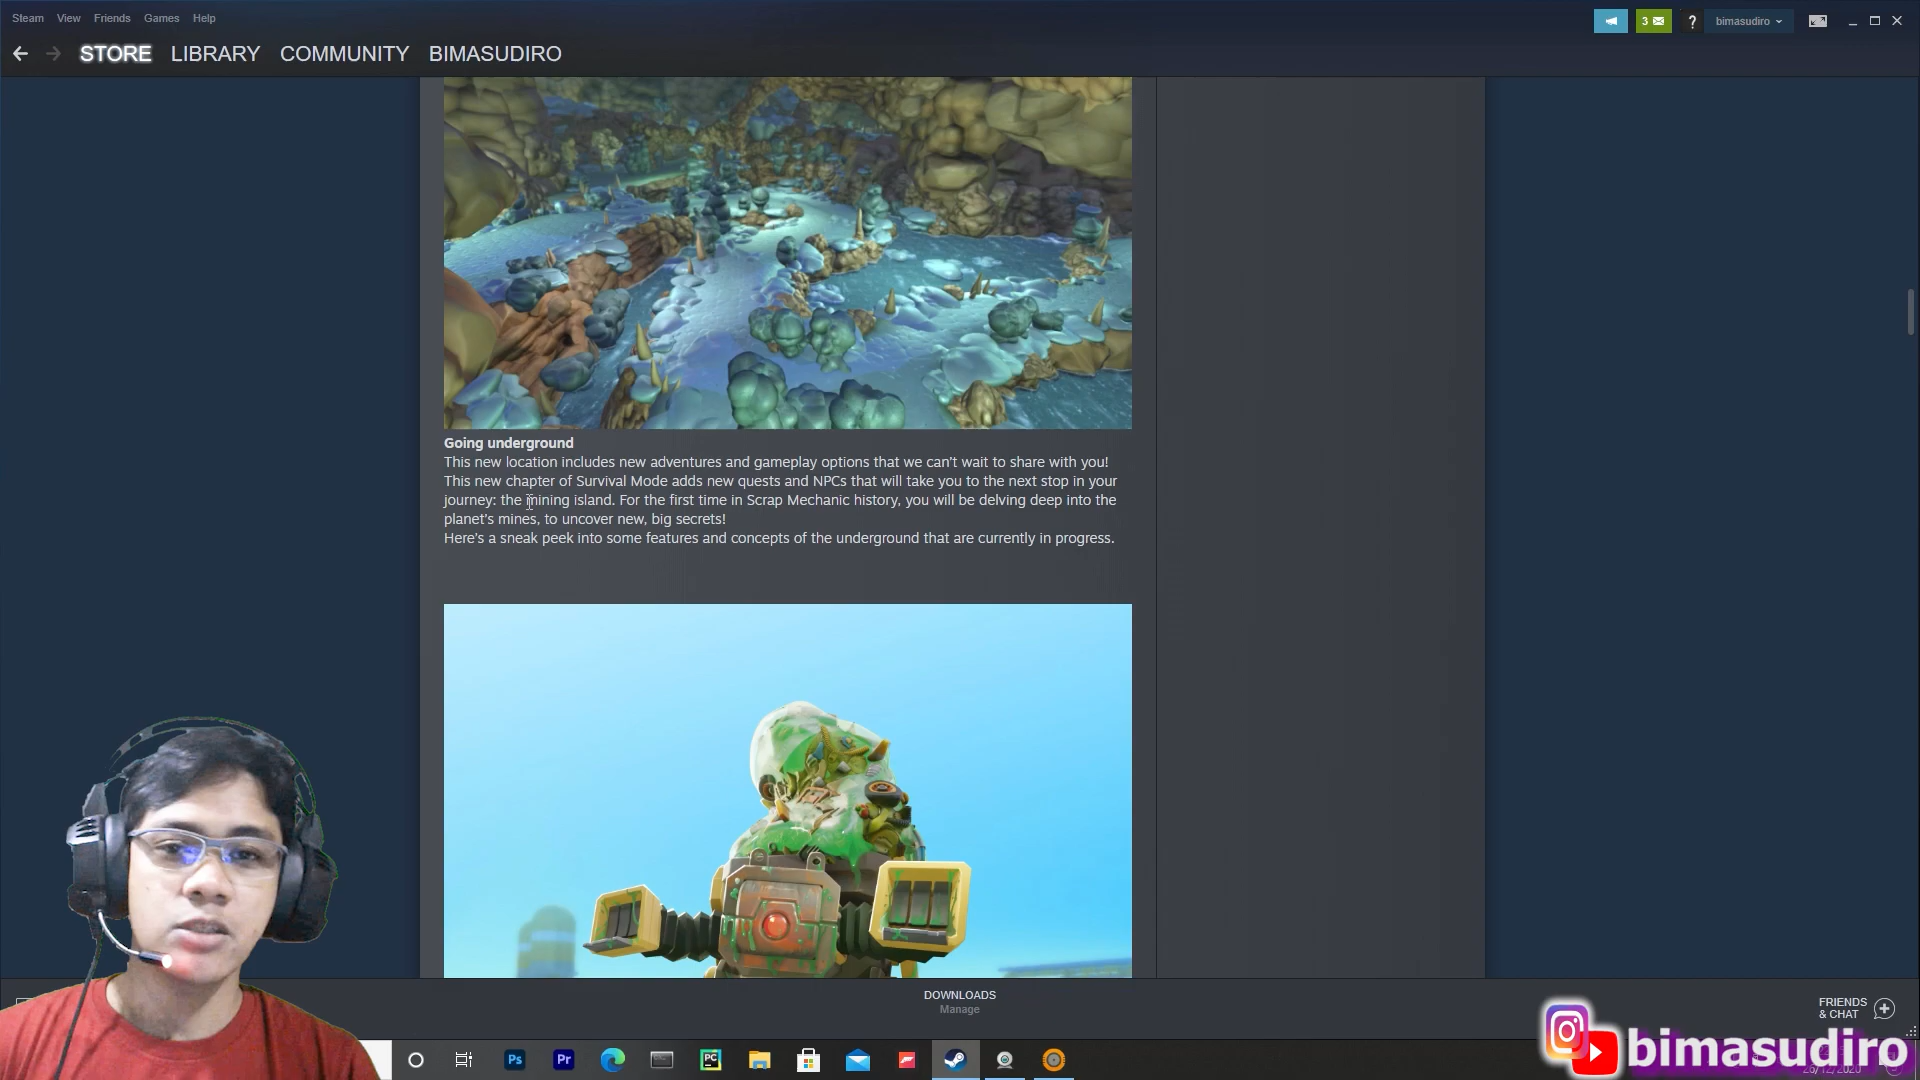 Steam View Friends Games Help
3
?
bimasudiro
STORE LIBRARY COMMUNITY BIMASUDIRO
Going underground
This new location includes new adventures and gameplay options that we can't wait to share with you!
This new chapter of Survival Mode adds new quests and NPCs that will take you to the next stop in your
journey: the mining island. For the first time in Scrap Mechanic history, you will be delving deep into the
planet's mines, to uncover new, big secrets!
Here's a sneak peek into some features and concepts of the underground that are currently in progress.
DOWNLOADS
Manage
FRIENDS
& CHAT
Ps
Pr
PC
bimasudiro